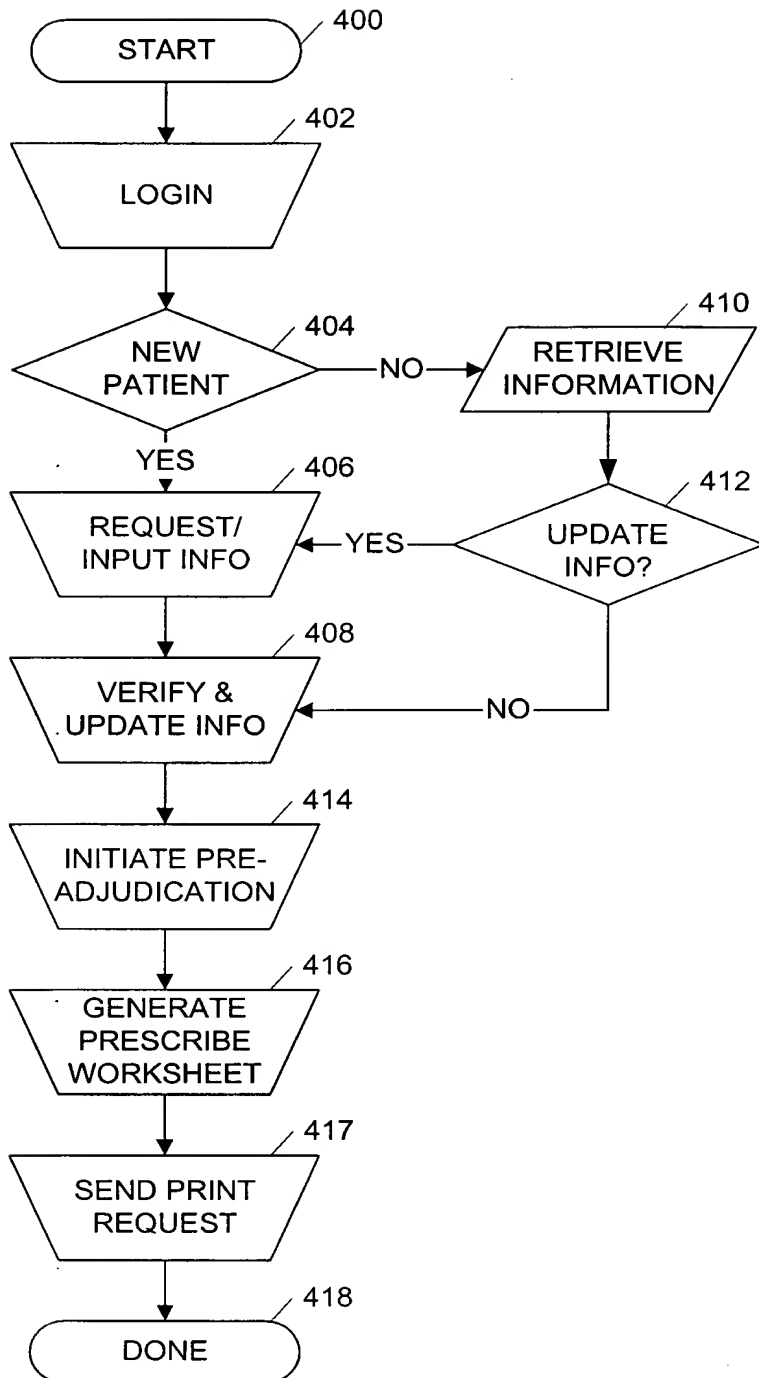 START
400
402
LOGIN
404
NEW
PATIENT
NO
410
RETRIEVE
INFORMATION
YES
406
REQUEST/
INPUT INFO
YES
412
UPDATE
INFO?
408
VERIFY &
UPDATE INFO
NO
414
INITIATE PRE-
ADJUDICATION
416
GENERATE
PRESCRIBE
WORKSHEET
417
SEND PRINT
REQUEST
418
DONE